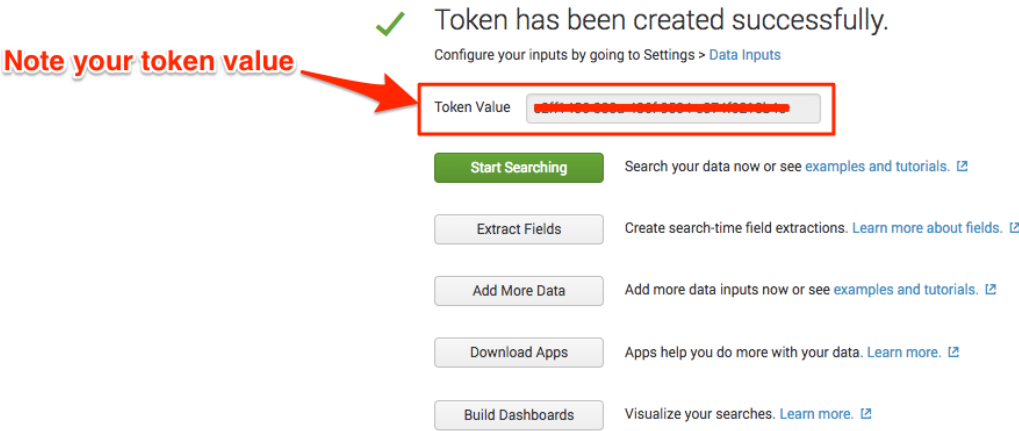 Token has been created successfully.
Configure your inputs by going to Settings > Data Inputs
Note your token value
Token Value
Start Searching
Search your data now or see examples and tutorials.
Extract Fields
Create search-time field extractions. Learn more about fields.
Add More Data
Add more data inputs now or see examples and tutorials.
Download Apps
Apps help you do more with your data. Learn more.
Build Dashboards
Visualize your searches. Learn more.